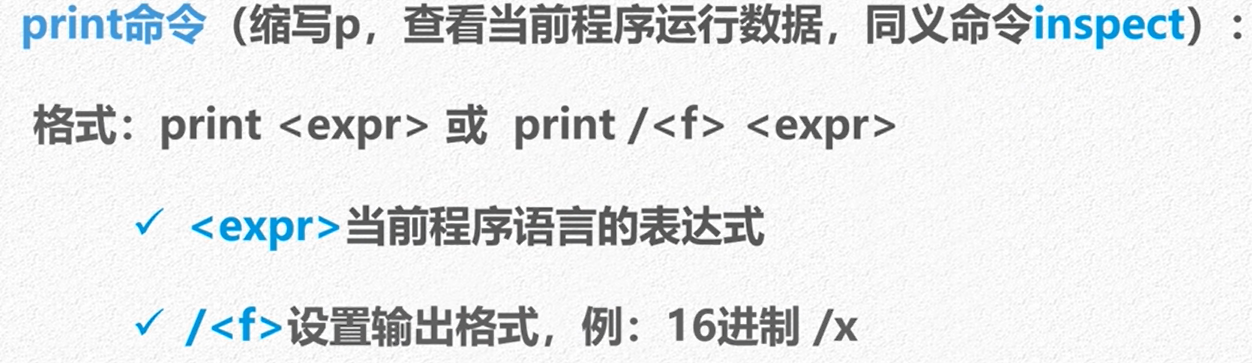 print命令（缩写p，查看当前程序运行数据，同义命令inspect）：
格式：print <expr> 或 print /<f> <expr>
✓ <expr>当前程序语言的表达式
✓ /<f>设置输出格式，例：16进制 /x